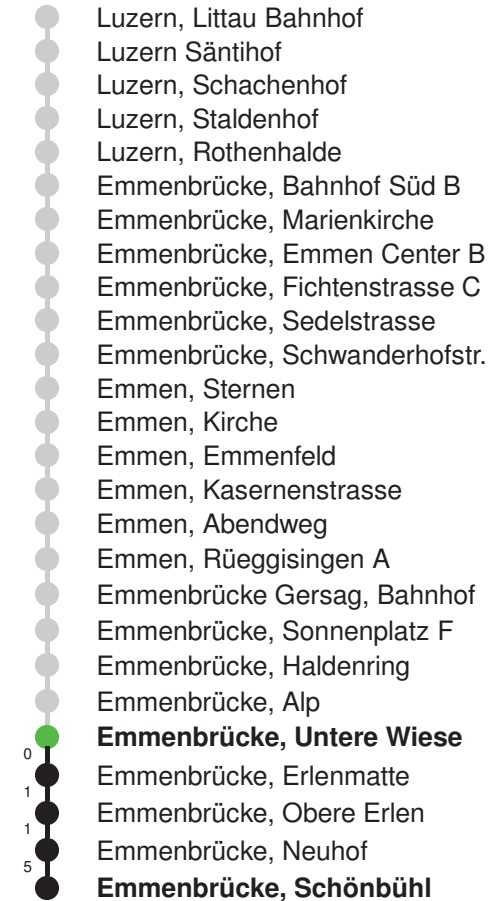 Luzern, Littau Bahnhof
Luzern Säntihof
Luzern, Schachenhof
Luzern, Staldenhof
Luzern, Rothenhalde
Emmenbrücke, Bahnhof Süd B
Emmenbrücke, Marienkirche
Emmenbrücke, Emmen Center B
Emmenbrücke, Fichtenstrasse C
Emmenbrücke, Sedelstrasse
Emmenbrücke, Schwanderhofstr.
Emmen, Sternen
Emmen, Kirche
Emmen, Emmenfeld
Emmen, Kasernenstrasse
Emmen, Abendweg
Emmen, Rüeggisingen A
Emmenbrücke Gersag, Bahnhof
Emmenbrücke, Sonnenplatz F
Emmenbrücke, Haldenring
Emmenbrücke, Alp
Emmenbrücke, Untere Wiese
0
Emmenbrücke, Erlenmatte
1
Emmenbrücke, Obere Erlen
1
Emmenbrücke, Neuhof
5
Emmenbrücke, Schönbühl